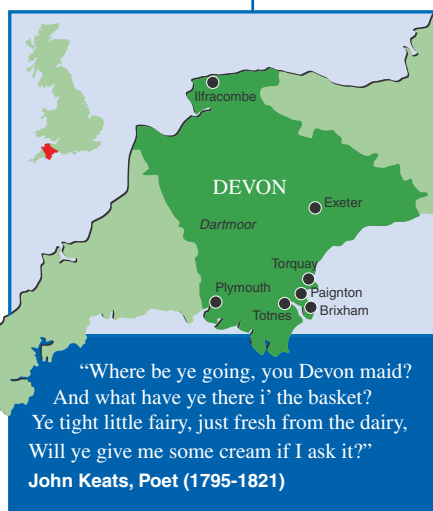 Ilfracombe
DEVON
Exeter
Dartmoor
Torquay
Plymouth
Paignton
Totnes
Brixham
“Where be ye going, you Devon maid?
And what have ye there i’ the basket?
Ye tight little fairy, just fresh from the dairy,
Will ye give me some cream if I ask it?”
John Keats, Poet (1795-1821)